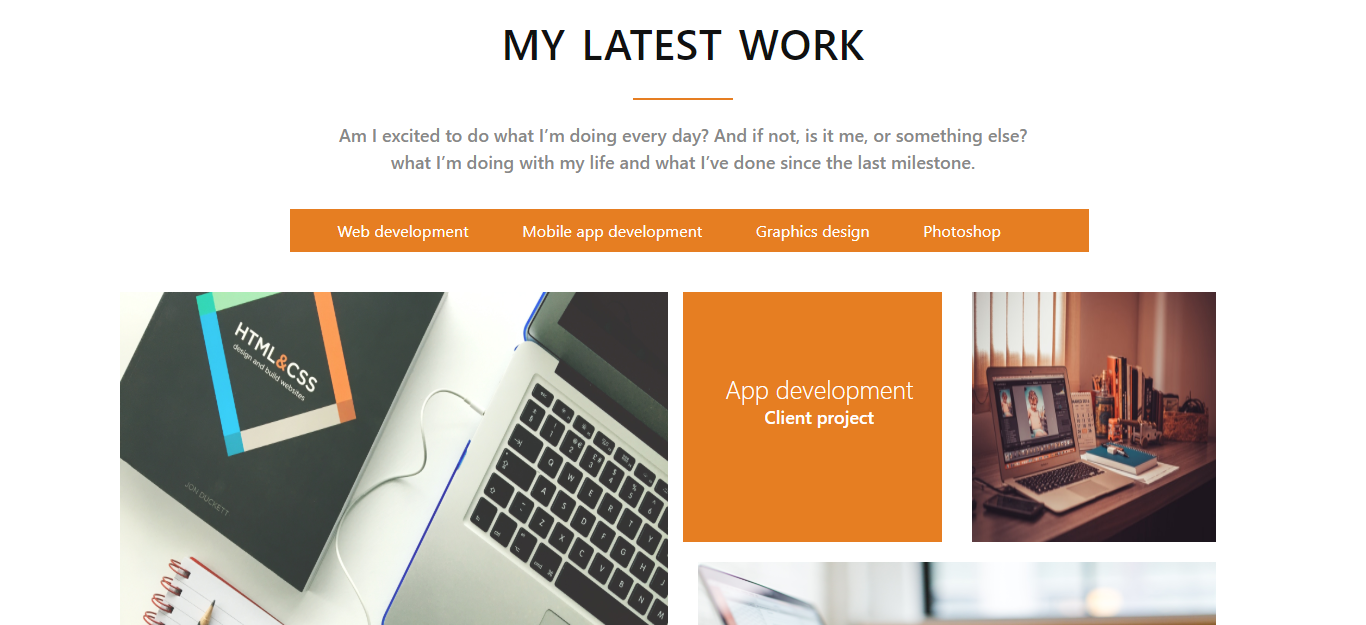 MY LATEST WORK
Am I excited to do what I’m doing every day? And if not, is it me, or something else?
what I’m doing with my life and what I’ve done since the last milestone.
Web development Mobile app development Graphics design Photoshop
HTML&CSS
design and build websites
JON DUCKETT
App development
Client project